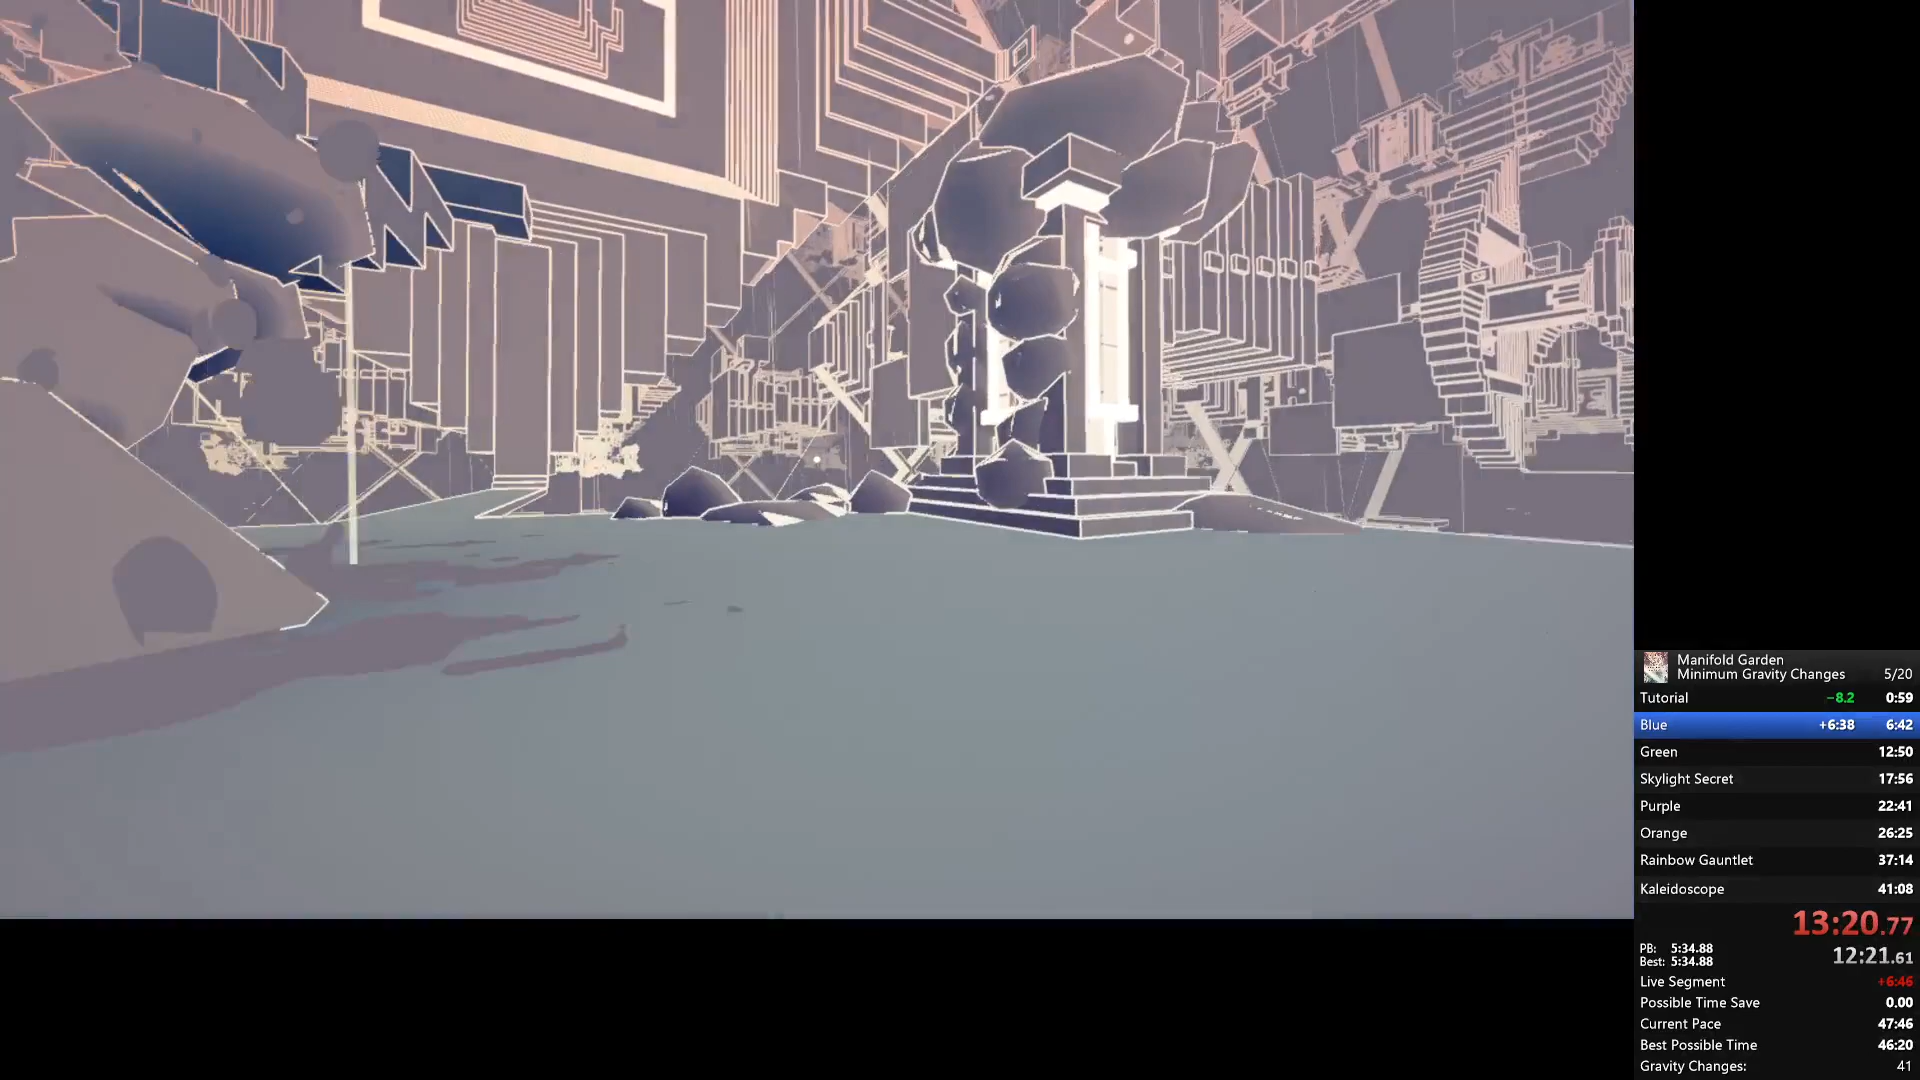 Manifold Garden
Minimum Gravity Changes 5/20
Tutorial −8.2 0:59
Blue +6:38 6:42
Green 12:50
Skylight Secret 17:56
Purple 22:41
Orange 26:25
Rainbow Gauntlet 37:14
Kaleidoscope 41:08
13:20.77
PB: 5:34.88
Best: 5:34.88
12:21.61
Live Segment +6:46
Possible Time Save 0.00
Current Pace 47:46
Best Possible Time 46:20
Gravity Changes: 41